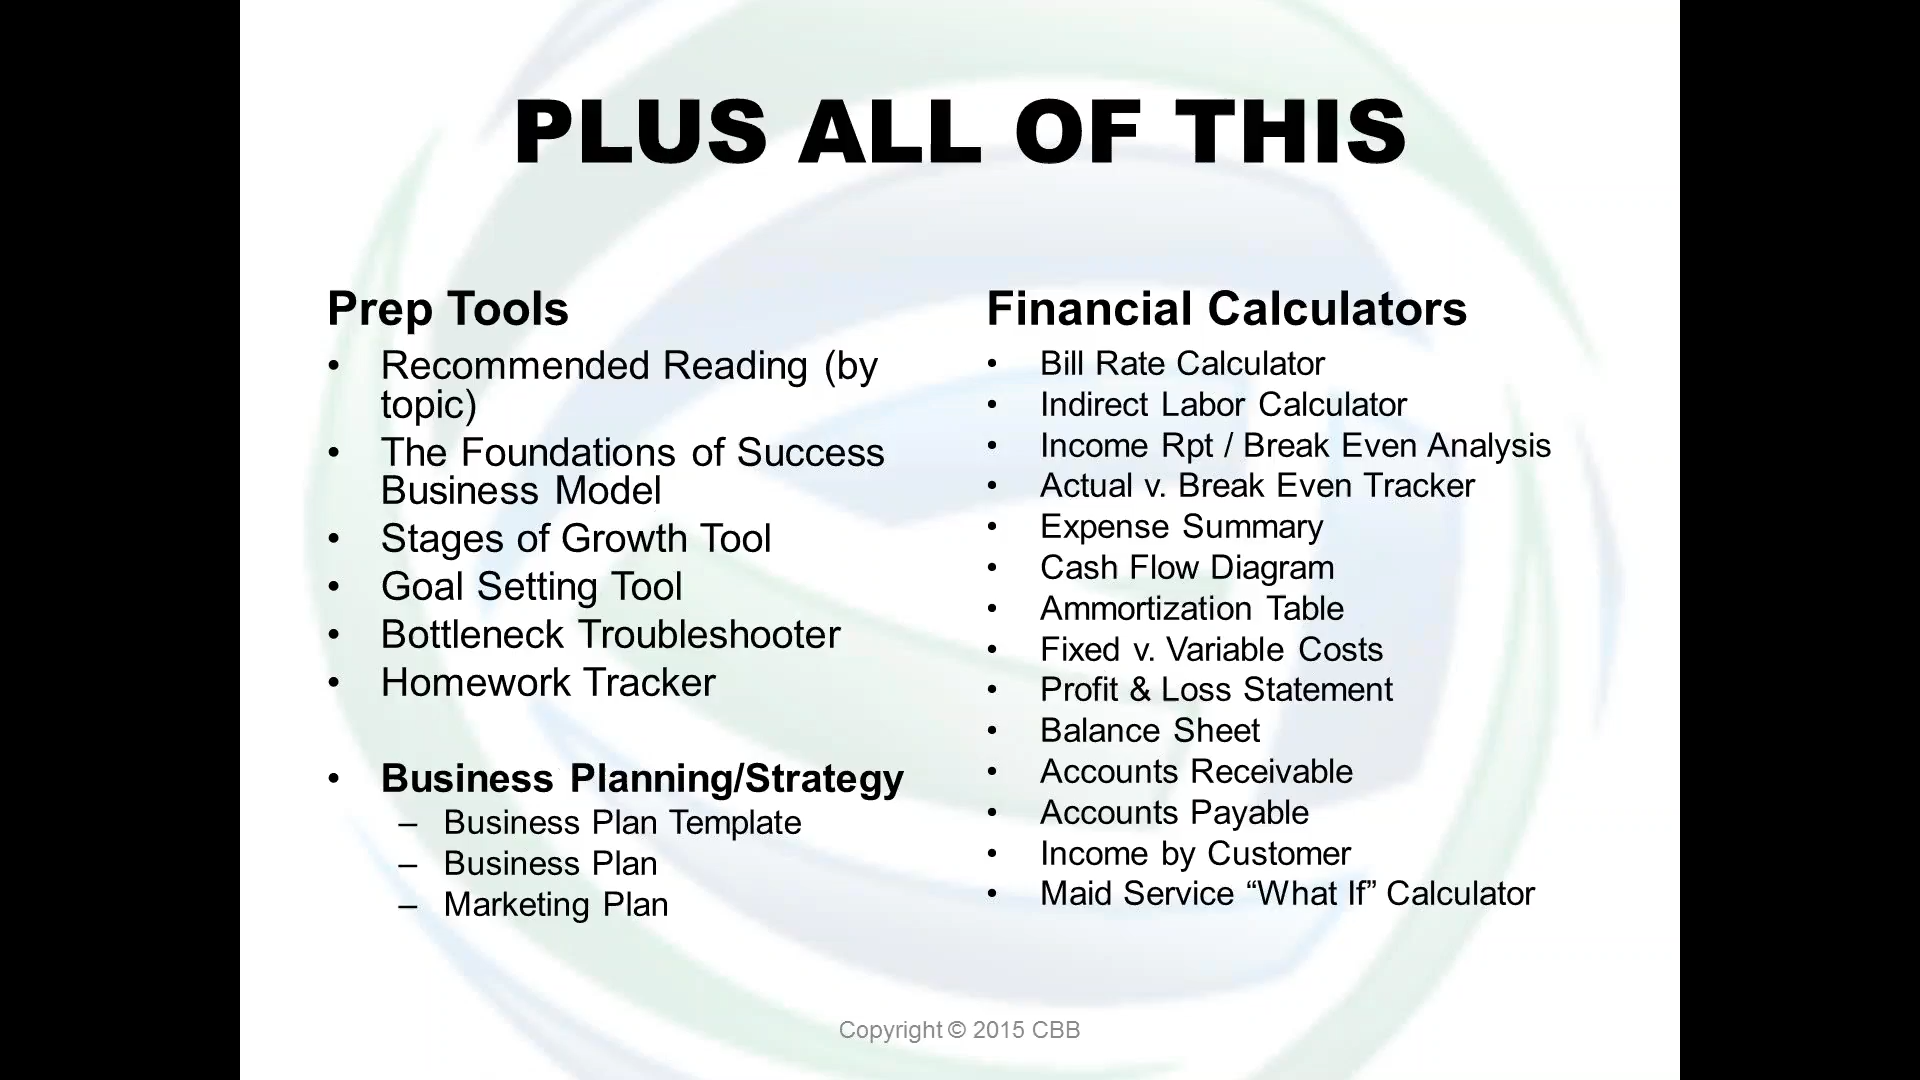 PLUS ALL OF THIS
Prep Tools
• Recommended Reading (by
topic)
• The Foundations of Success
Business Model
• Stages of Growth Tool
• Goal Setting Tool
• Bottleneck Troubleshooter
• Homework Tracker
• Business Planning/Strategy
– Business Plan Template
– Business Plan
– Marketing Plan
Financial Calculators
• Bill Rate Calculator
• Indirect Labor Calculator
• Income Rpt / Break Even Analysis
• Actual v. Break Even Tracker
• Expense Summary
• Cash Flow Diagram
• Ammortization Table
• Fixed v. Variable Costs
• Profit & Loss Statement
• Balance Sheet
• Accounts Receivable
• Accounts Payable
• Income by Customer
• Maid Service “What If” Calculator
Copyright © 2015 CBB